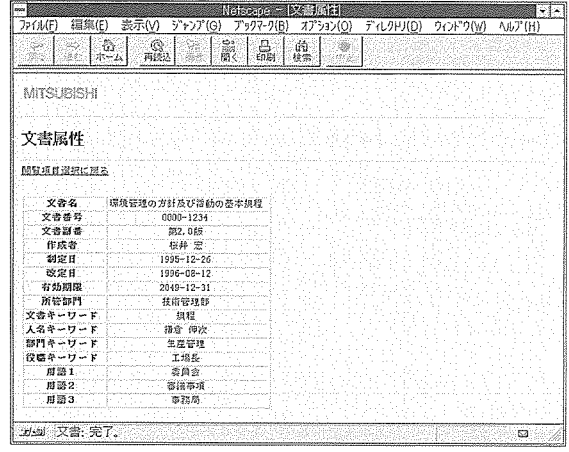 Netscape - [文書属性]
ファイル(F) 編集(E) 表示(V) ジャンプ(G) ブックマーク(B) オプション(O) ディレクトリ(D) ウィンドウ(W) ヘルプ(H)
ホーム 再読込 開く 印刷 検索
MITSUBISHI
文書属性
閲覧項目選択に戻る
文書名 環境管理の方針及び活動の基本規程
文書番号 0000-1234
文書副番 第2.0版
作成者 桜井 宏
制定日 1995-12-26
改定日 1996-08-12
有効期限 2049-12-31
所管部門 技術管理部
文書キーワード 規程
人名キーワード 伸次
部門キーワード 生産管理
役職キーワード 工場長
用語1 委員会
用語2 審議事項
用語3 事務局
文書: 完了。